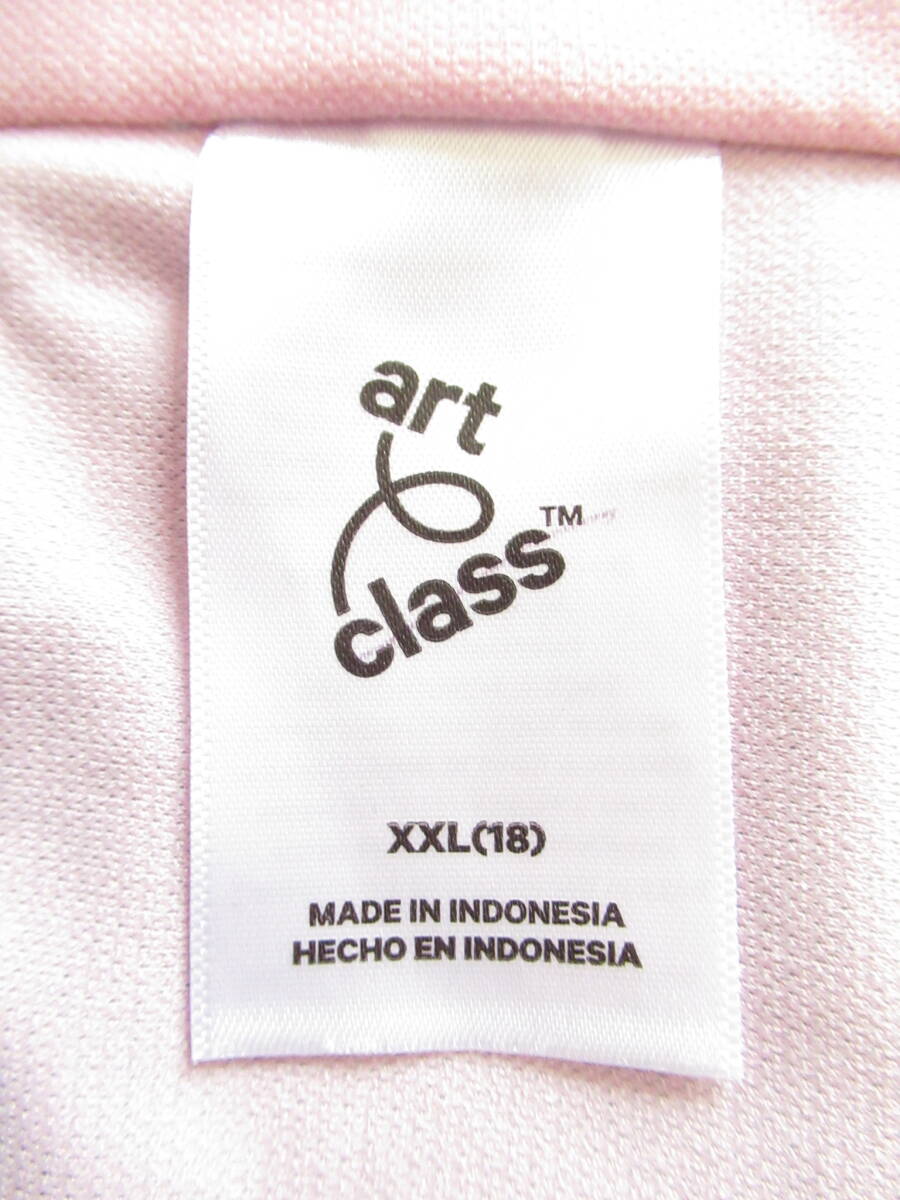 art
class™
XXL(18)
MADE IN INDONESIA
HECHO EN INDONESIA